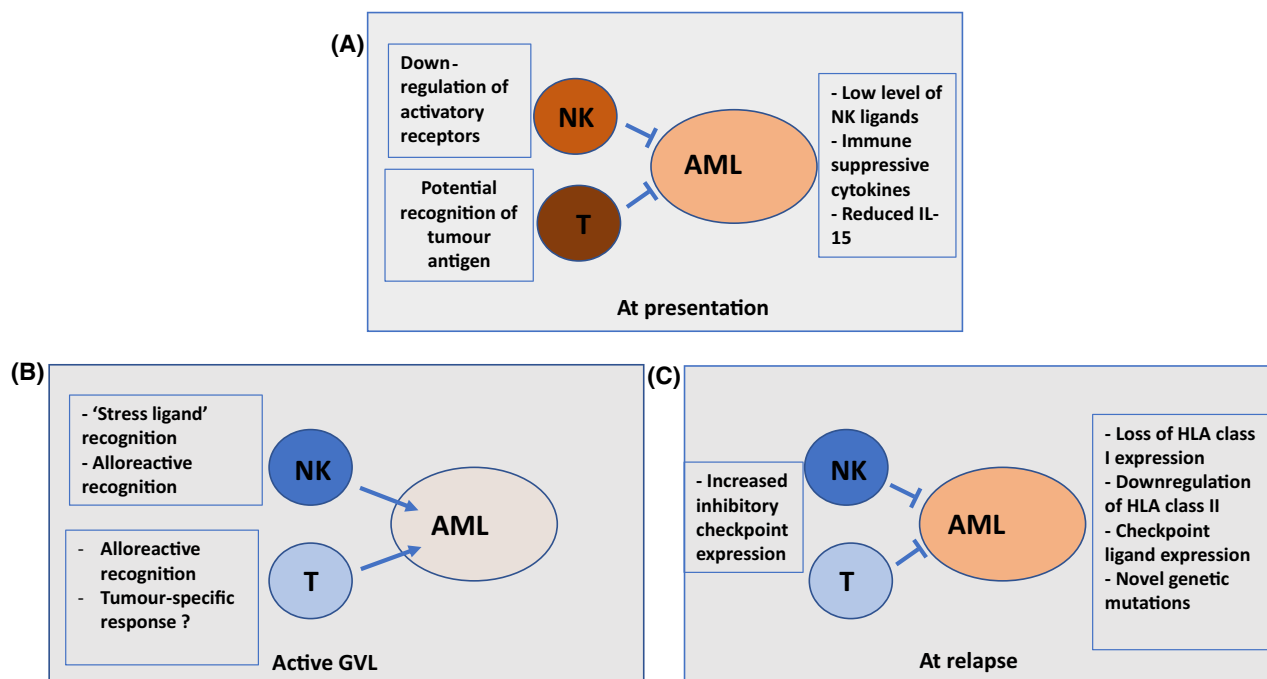 (A)
Down-
regulation of
activatory
receptors
NK
Potential
recognition of
tumour
antigen
T
AML
- Low level of
NK ligands
- Immune
suppressive
cytokines
- Reduced IL-
15
At presentation
(B)
- 'Stress ligand'
recognition
- Alloreactive
recognition
NK
- Alloreactive
recognition
- Tumour-specific
response ?
T
AML
Active GVL
(C)
- Increased
inhibitory
checkpoint
expression
NK
T
AML
- Loss of HLA class
I expression
- Downregulation
of HLA class II
- Checkpoint
ligand expression
- Novel genetic
mutations
At relapse